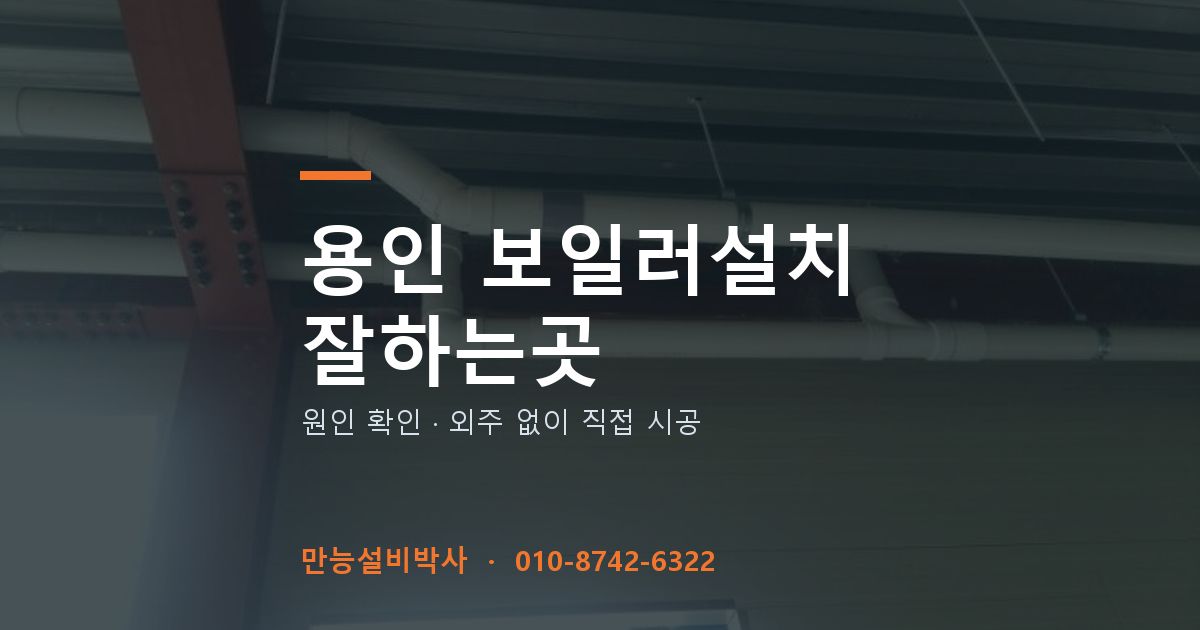 용인 보일러설치
잘하는곳
원인 확인 · 외주 없이 직접 시공
만능설비박사 · 010-8742-6322